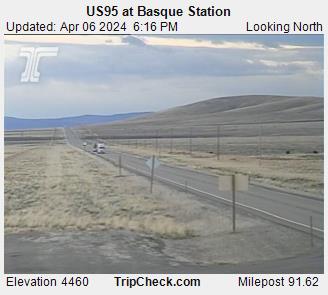 US95 at Basque Station
Updated: Apr 06 2024 6:16 PM Looking North
Elevation 4460 TripCheck.com Milepost 91.62